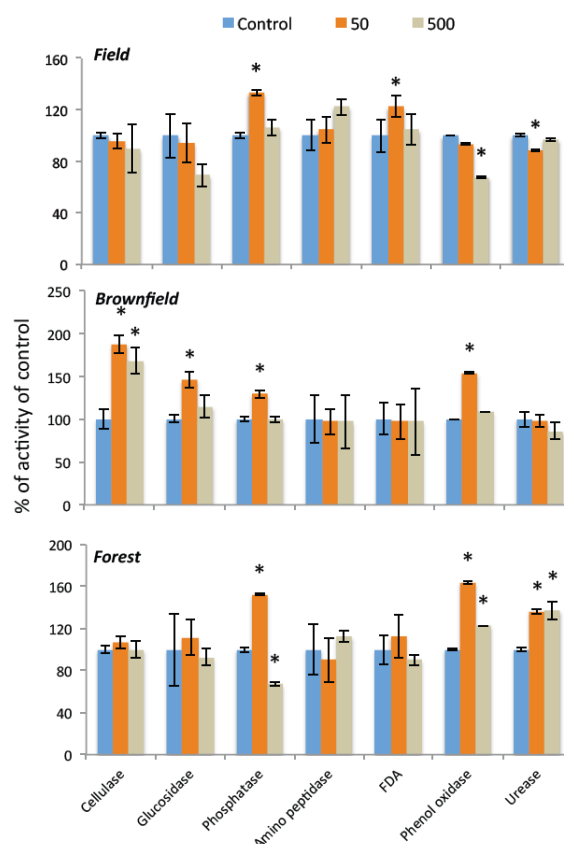 Control 50 500
Field
160
120
80
40
0
* * * *
Brownfield
250
200
150
100
50
0
* * * * *
% of activity of control
Forest
200
160
120
80
40
0
* * * * * *
Cellulase
Glucosidase
Phosphatase
Amino peptidase
FDA
Phenol oxidase
Urease